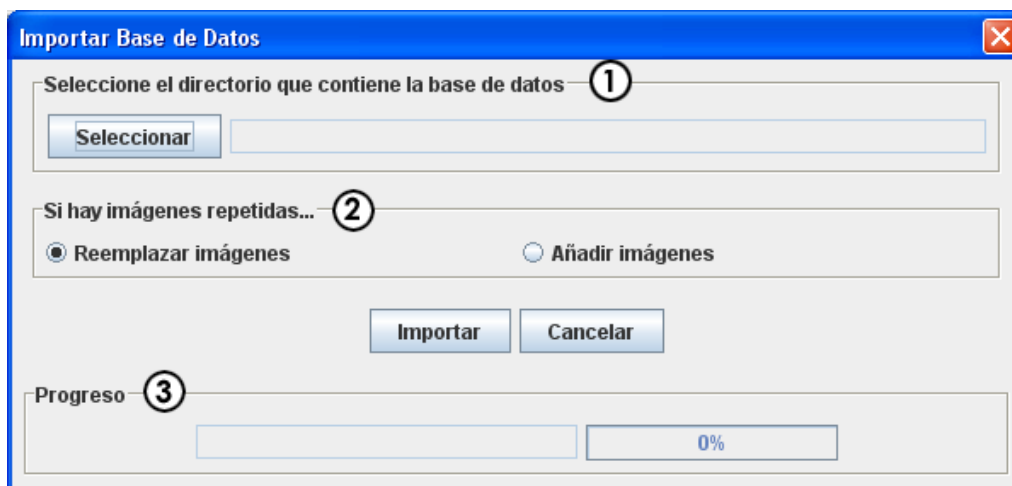 Importar Base de Datos
Seleccione el directorio que contiene la base de datos 1
Seleccionar
Si hay imágenes repetidas... 2
Reemplazar imágenes Añadir imágenes
Importar Cancelar
Progreso 3
0%